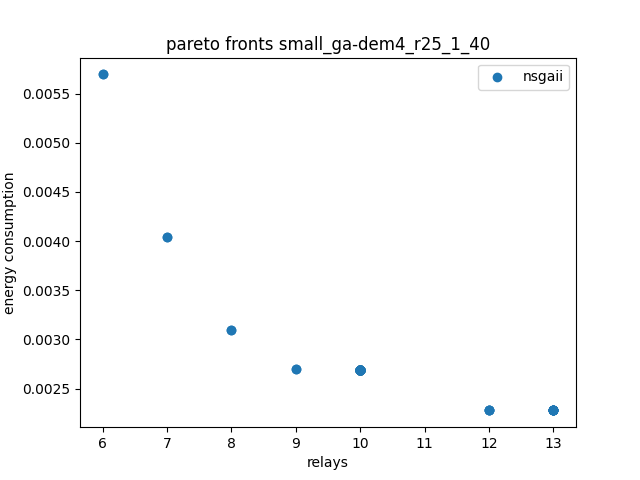 pareto fronts small_ga-dem4_r25_1_40
nsgaii
energy consumption
0.0055
0.0050
0.0045
0.0040
0.0035
0.0030
0.0025
6 7 8 9 10 11 12 13
relays